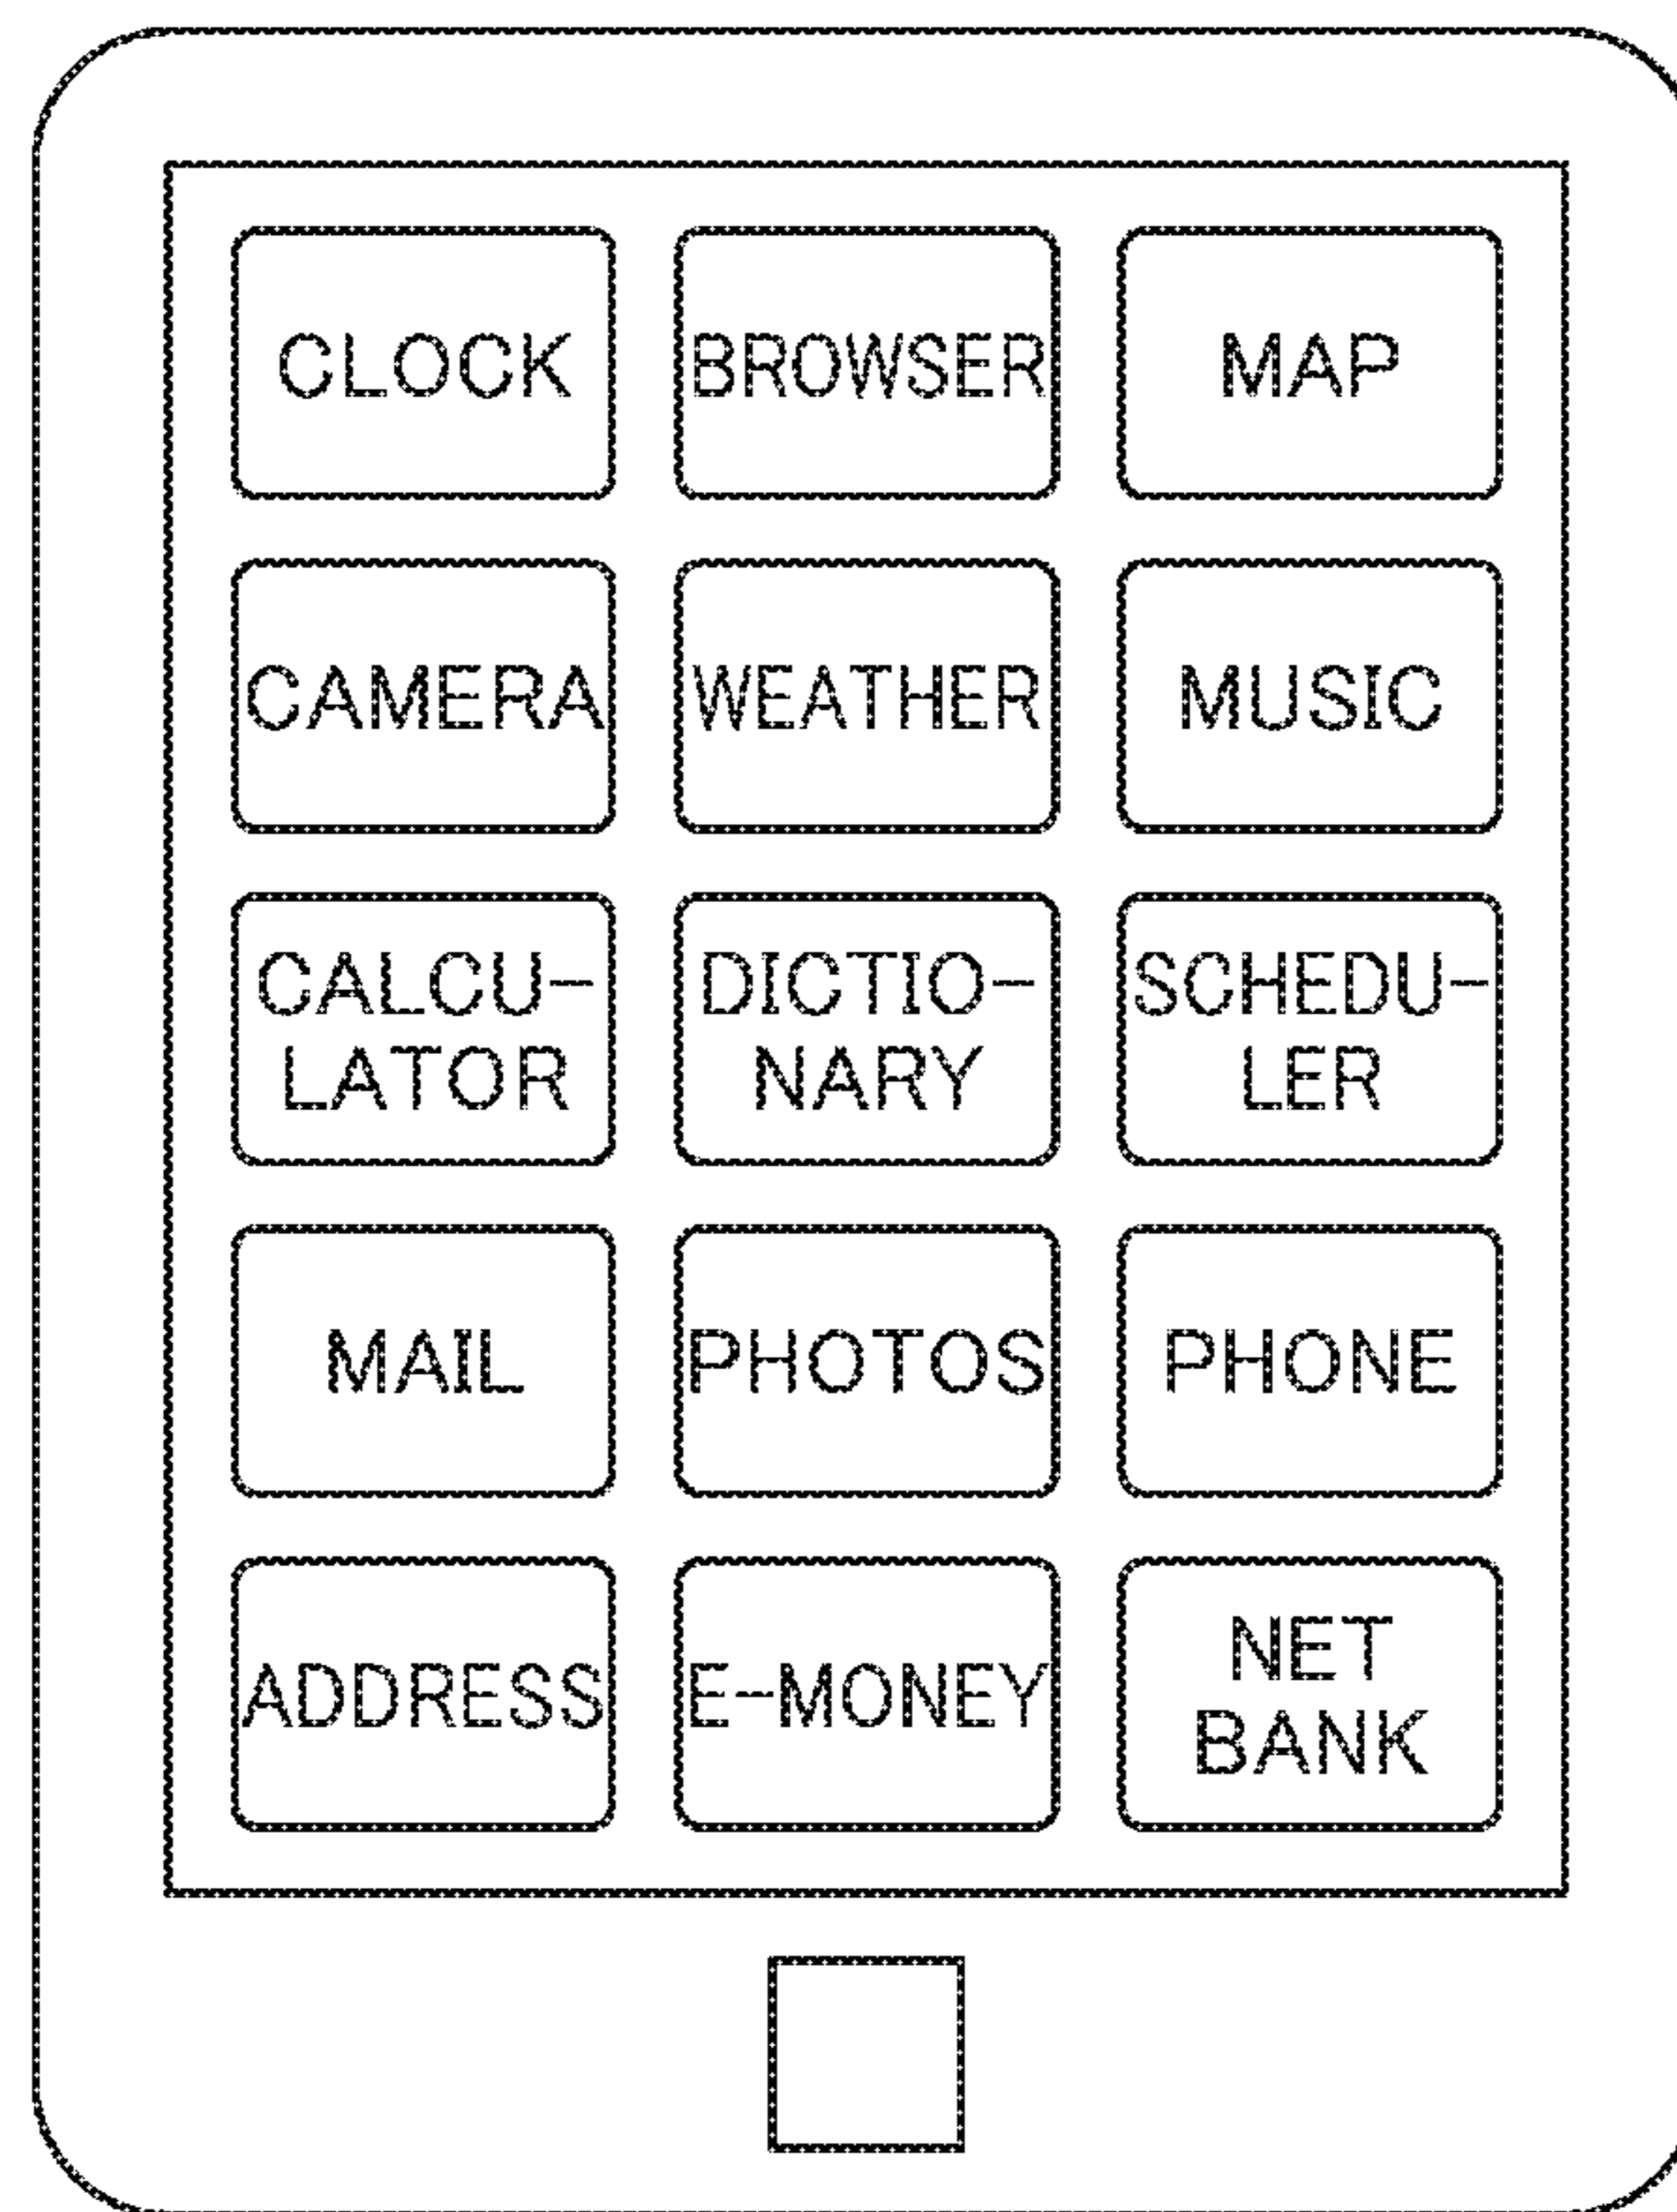 CLOCK
BROWSER
MAP
CAMERA
WEATHER
MUSIC
CALCU-
LATOR
DICTIO-
NARY
SCHEDU-
LER
MAIL
PHOTOS
PHONE
ADDRESS
E-MONEY
NET
BANK